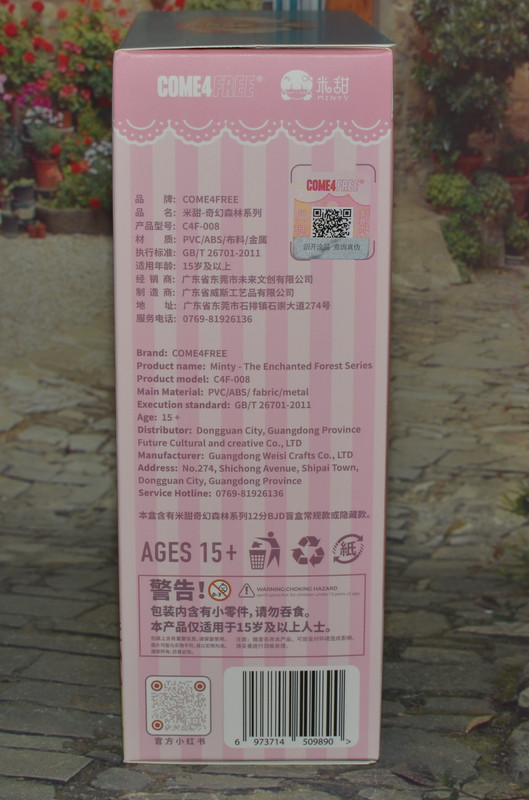 COME4FREE® 米甜
MINTY
COME4FREE®
刮开涂层 查询真伪
品 牌: COME4FREE
品 名: 米甜-奇幻森林系列
产品型号: C4F-008
材 质: PVC/ABS/布料/金属
执行标准: GB/T 26701-2011
适用年龄: 15岁及以上
经 销 商: 广东省东莞市未来文创有限公司
制 造 商: 广东省威斯工艺品有限公司
地 址: 广东省东莞市石排镇石崇大道274号
服务电话: 0769-81926136
Brand: COME4FREE
Product name: Minty - The Enchanted Forest Series
Product model: C4F-008
Main Material: PVC/ABS/ fabric/metal
Execution standard: GB/T 26701-2011
Age: 15 +
Distributor: Dongguan City, Guangdong Province
Future Cultural and creative Co., LTD
Manufacturer: Guangdong Weisi Crafts Co., LTD
Address: No.274, Shichong Avenue, Shipai Town,
Dongguan City, Guangdong Province
Service Hotline: 0769-81926136
本盒含有米甜奇幻森林系列12分BJD盲盒常规款或隐藏款。
AGES 15+ 紙
警告! WARNING:CHOKING HAZARD
包装内含有小零件, 请勿吞食。
本产品仅适用于15岁及以上人士。
官方小红书
6 973714 509890 >